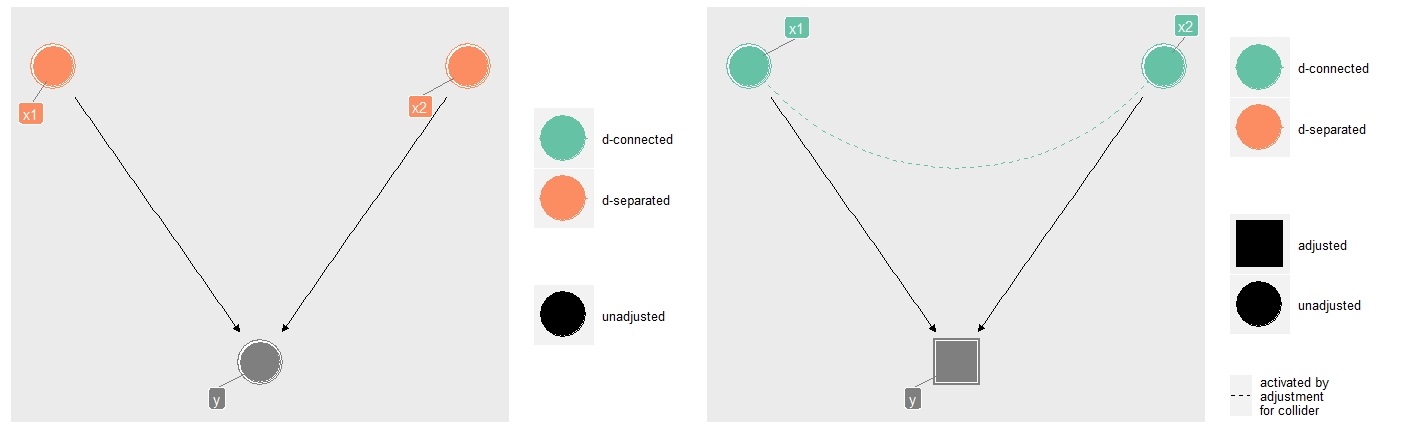 x1
x2
y
d-connected
d-separated
unadjusted
x1
x2
y
d-connected
d-separated
adjusted
unadjusted
activated by
adjustment
for collider